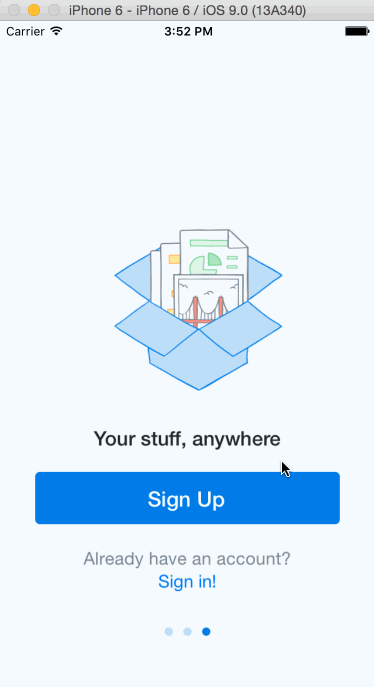 iPhone 6 - iPhone 6 / iOS 9.0 (13A340)
Carrier 3:52 PM
Your stuff, anywhere
Sign Up
Already have an account?
Sign in!